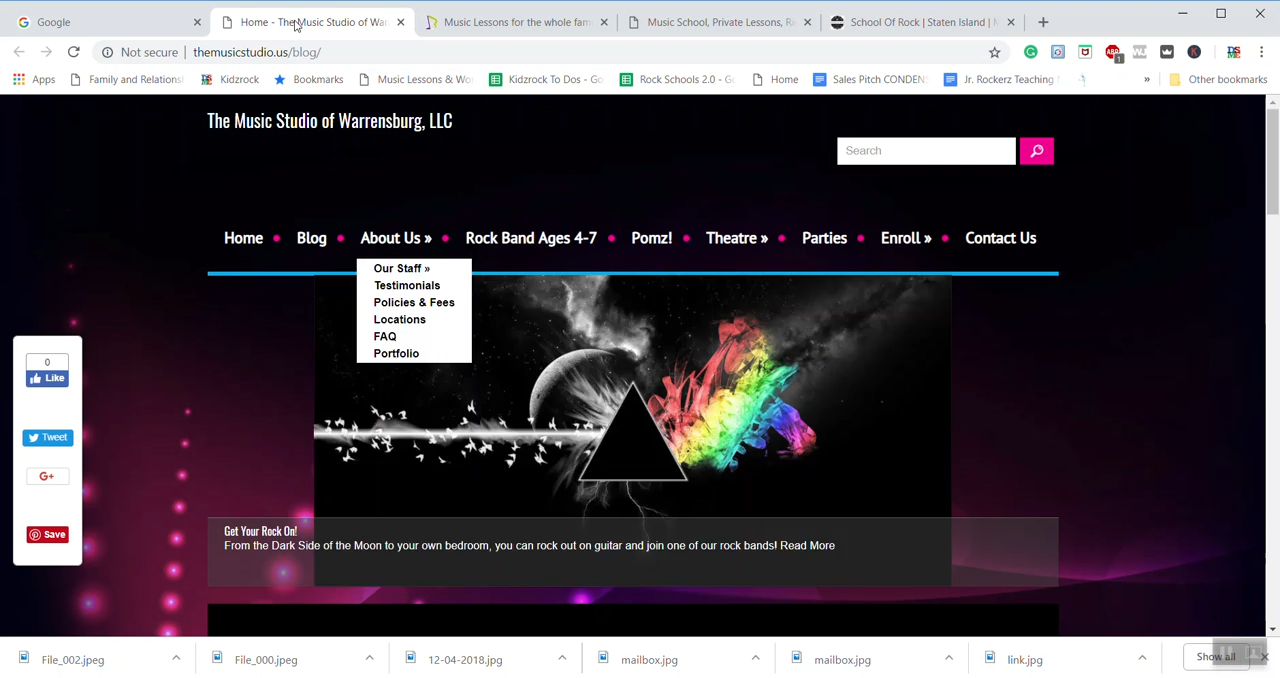 Google
Home - The Music Studio of War
Music Lessons for the whole fam
Music School, Private Lessons, R
School Of Rock | Staten Island | M
Not secure | themusicstudio.us/blog/
Apps
Family and Relations
Kidzrock
Bookmarks
Music Lessons & Wo
Kidzrock To Dos - Go
Rock Schools 2.0 - G
Home
Sales Pitch CONDENS
Jr. Rockerz Teaching
»
Other bookmarks
The Music Studio of Warrensburg, LLC
Search
Home
Blog
About Us »
Rock Band Ages 4-7
Pomz!
Theatre »
Parties
Enroll »
Contact Us
Our Staff »
Testimonials
Policies & Fees
Locations
FAQ
Portfolio
0
Like
Tweet
G+
Save
Get Your Rock On!
From the Dark Side of the Moon to your own bedroom, you can rock out on guitar and join one of our rock bands! Read More
File_002.jpeg
File_000.jpeg
12-04-2018.jpg
mailbox.jpg
mailbox.jpg
link.jpg
Show all